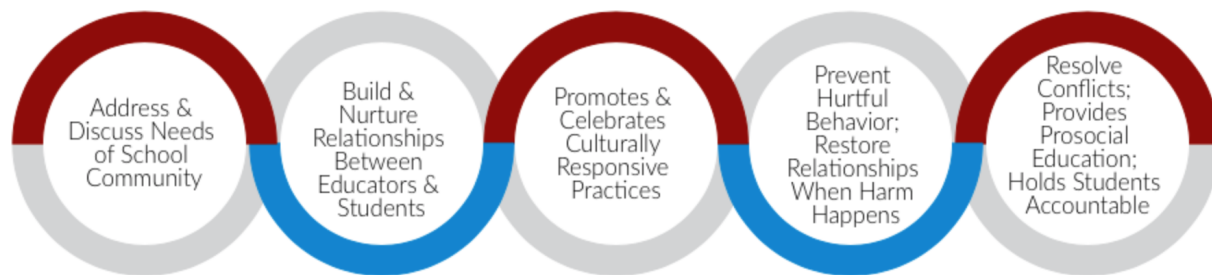 Address &
Discuss Needs
of School
Community
Build &
Nurture
Relationships
Between
Educators &
Students
Promotes &
Celebrates
Culturally
Responsive
Practices
Prevent
Hurtful
Behavior;
Restore
Relationships
When Harm
Happens
Resolve
Conflicts;
Provides
Prosocial
Education;
Holds Students
Accountable